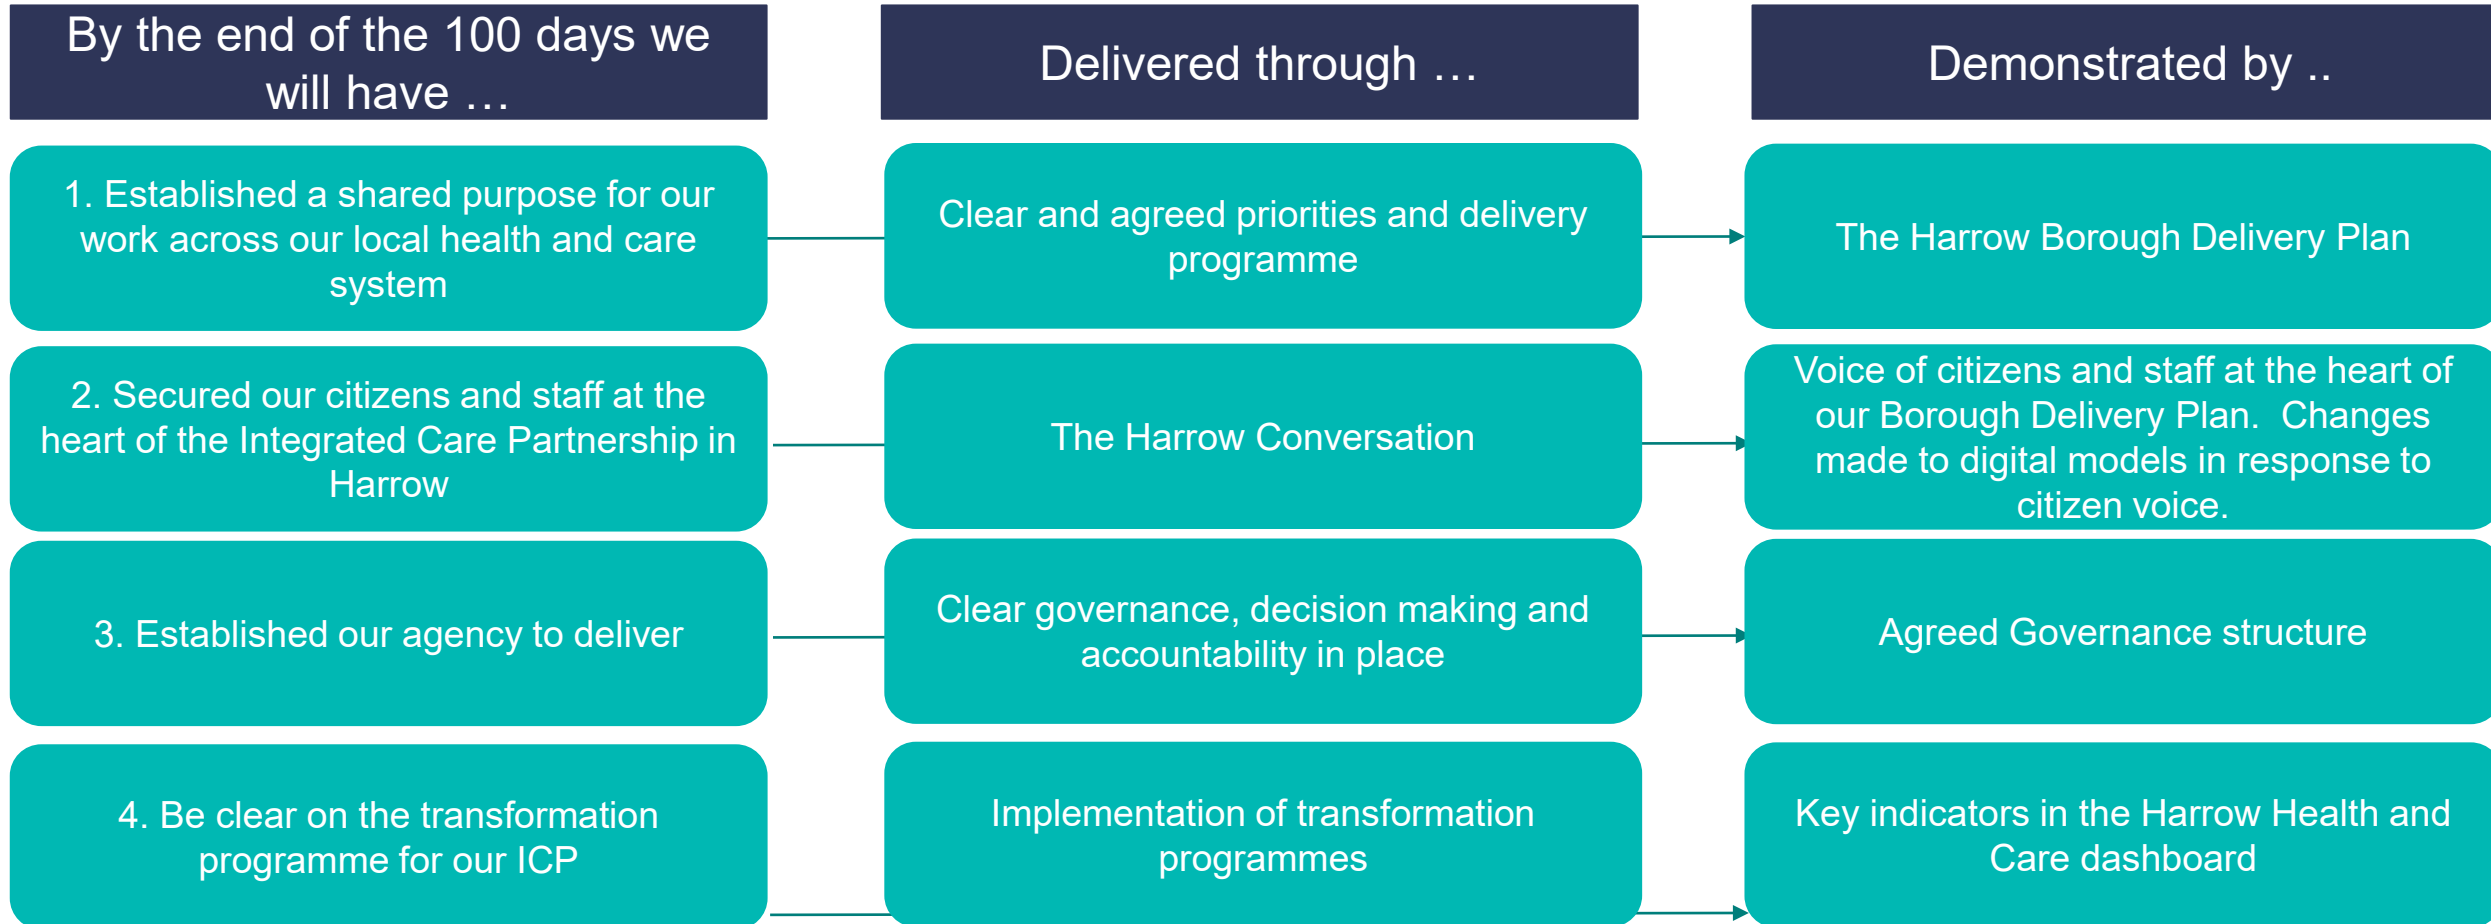 By the end of the 100 days we
will have …
Delivered through …
Demonstrated by ..
1. Established a shared purpose for our
work across our local health and care
system
Clear and agreed priorities and delivery
programme
The Harrow Borough Delivery Plan
2. Secured our citizens and staff at the
heart of the Integrated Care Partnership in
Harrow
The Harrow Conversation
Voice of citizens and staff at the heart of
our Borough Delivery Plan.  Changes
made to digital models in response to
citizen voice.
3. Established our agency to deliver
Clear governance, decision making and
accountability in place
Agreed Governance structure
4. Be clear on the transformation
programme for our ICP
Implementation of transformation
programmes
Key indicators in the Harrow Health and
Care dashboard